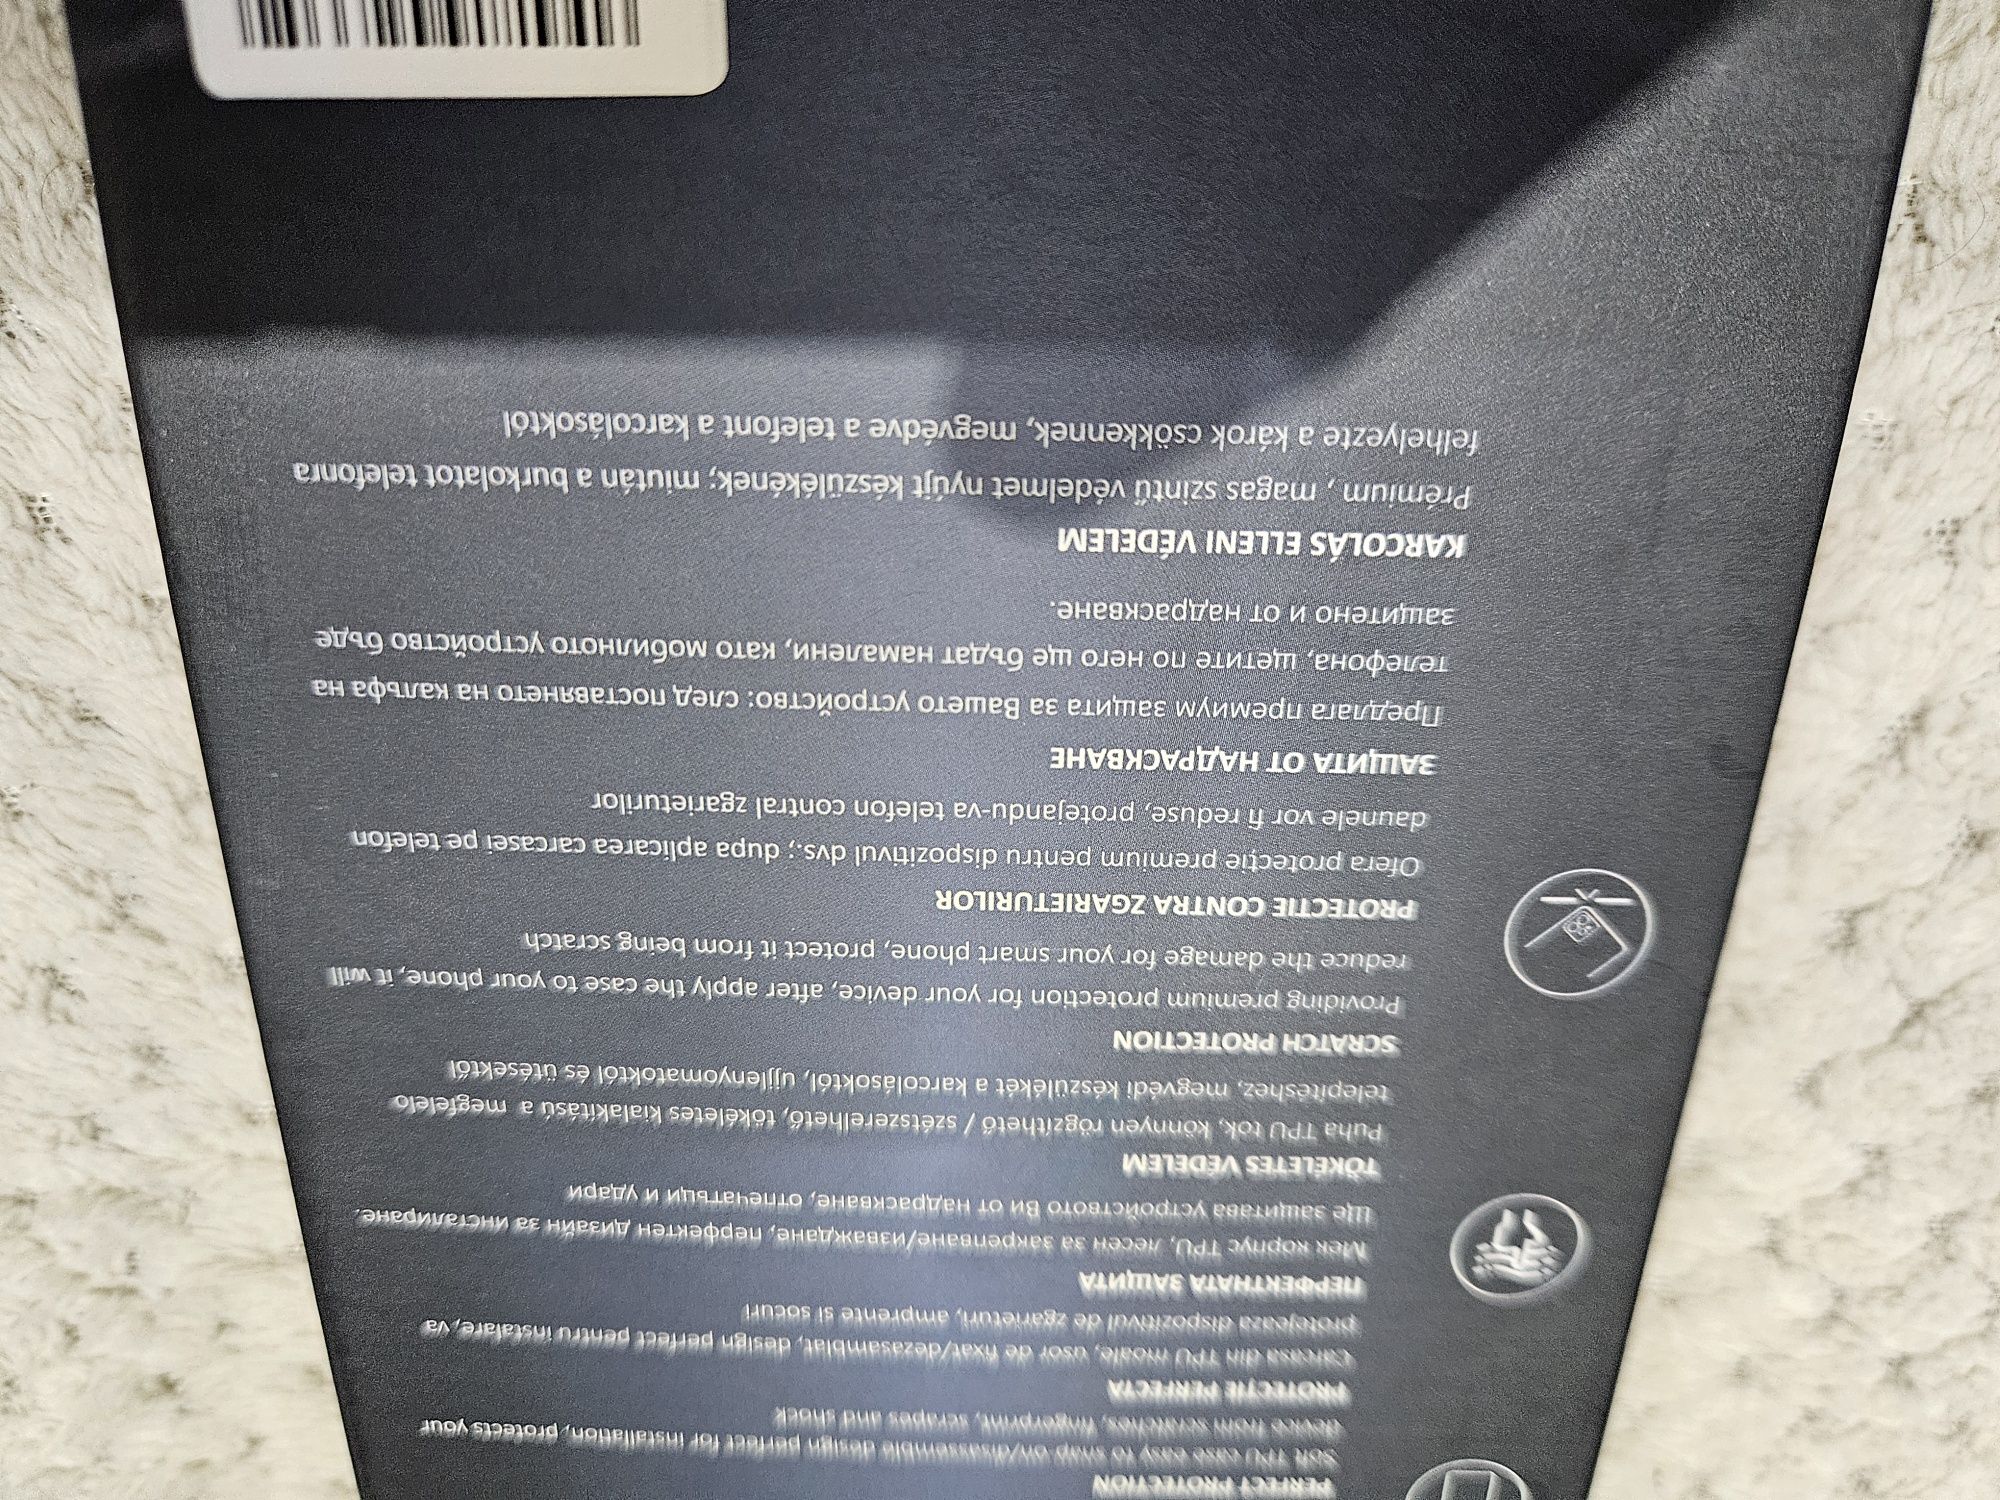 PERFECT PROTECTION
Soft TPU case easy to snap on/disassemble design perfect for installation, protects your
device from scratches, fingerprint, scrapes and shock
PROTECȚIE PERFECTA
Carcasa din TPU moale, usor de fixat/dezasamblat, design perfect pentru instalare, va
protejeaza dispozitivul de zgarieturi, amprente si socuri
ПЕРФЕКТНАТА ЗАЩИТА
Мек корпус TPU, лесен за закрепване/изваждане, перфектен дизайн за инсталиране.
Ще защитава устройството Ви от надраскване, отпечатъци и удари
TÖKÉLETES VÉDELEM
Puha TPU tok, könnyen rögzíthető / szétszerelhető, tökéletes kialakítású a megfelelo
telepítéshez, megvédi készülékét a karcolásoktól, ujjlenyomatoktól és ütésektől
SCRATCH PROTECTION
Providing premium protection for your device, after apply the case to your phone, it will
reduce the damage for your smart phone, protect it from being scratch
PROTECȚIE CONTRA ZGARIETURILOR
Ofera protecție premium pentru dispozitivul dvs.; dupa aplicarea carcasei pe telefon
daunele vor fi reduse, protejandu-va telefon contral zgarieturilor
ЗАЩИТА ОТ НАДРАСКВАНЕ
Предлага премиум защита за Вашето устройство: след поставянето на калъфа на
телефона, щетите по него ще бъдат намалени, като мобилното устройство бъде
защитено и от надраскване.
KARCOLÁS ELLENI VÉDELEM
Prémium , magas szintű védelmet nyújt készülékének; miután a burkolatot telefonra
felhelyezte a károk csökkennek, megvédve a telefont a karcolásoktól